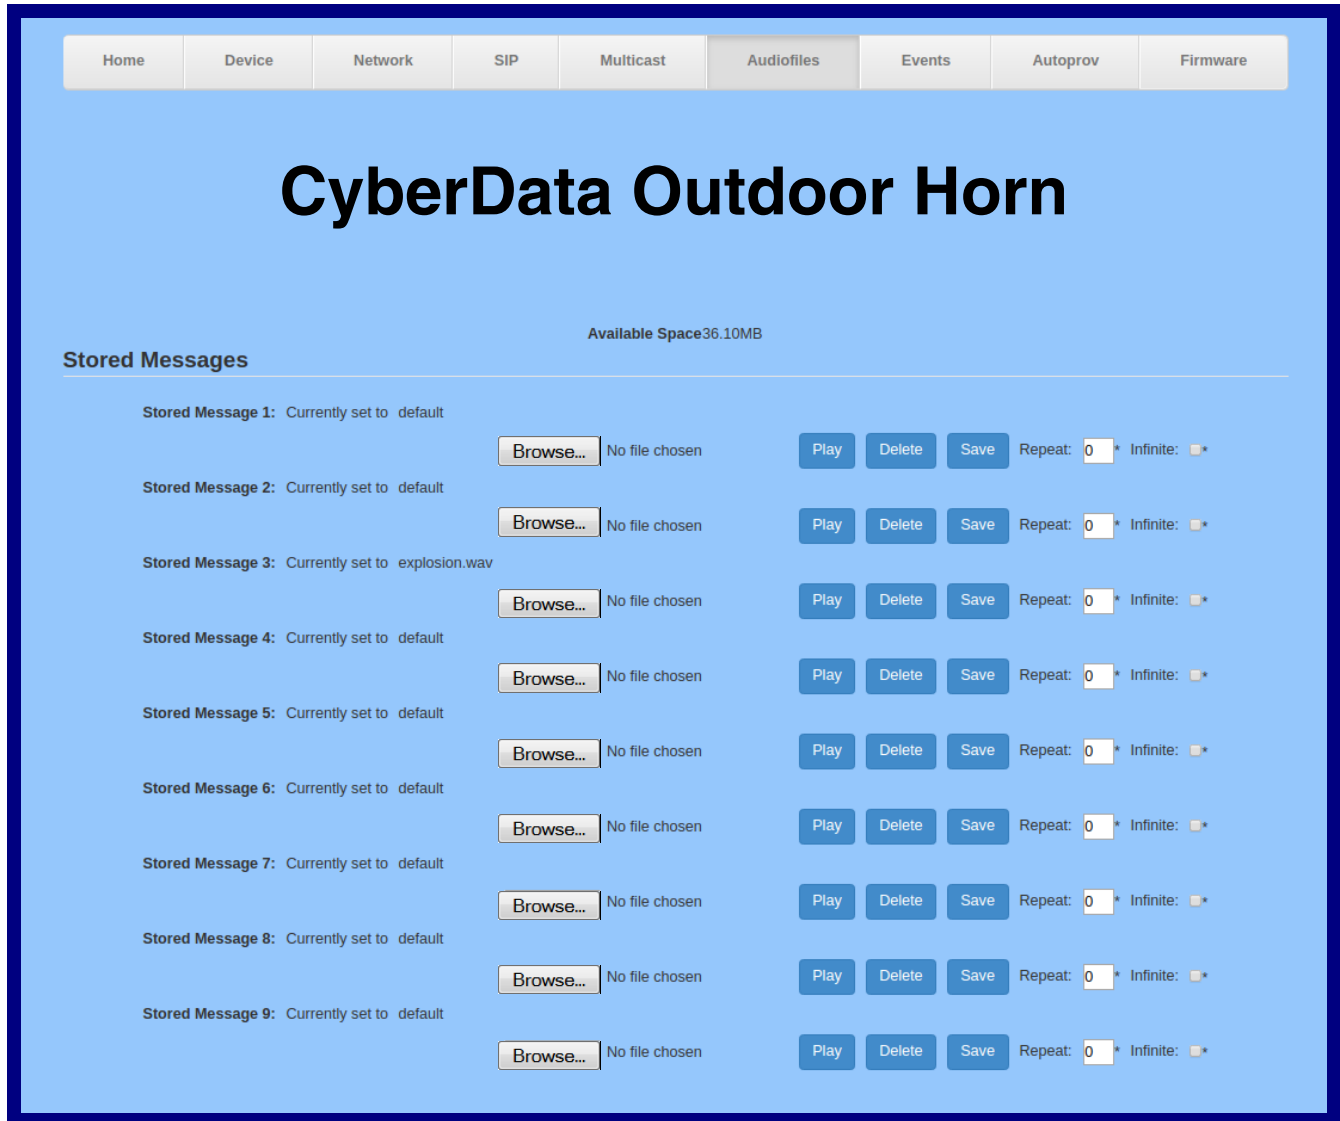 Home Device Network SIP Multicast Audiofiles Events Autoprov Firmware
CyberData Outdoor Horn
Available Space36.10MB
Stored Messages
Stored Message 1: Currently set to default
Browse... No file chosen Play Delete Save Repeat: 0 * Infinite: *
Stored Message 2: Currently set to default
Browse... No file chosen Play Delete Save Repeat: 0 * Infinite: *
Stored Message 3: Currently set to explosion.wav
Browse... No file chosen Play Delete Save Repeat: 0 * Infinite: *
Stored Message 4: Currently set to default
Browse... No file chosen Play Delete Save Repeat: 0 * Infinite: *
Stored Message 5: Currently set to default
Browse... No file chosen Play Delete Save Repeat: 0 * Infinite: *
Stored Message 6: Currently set to default
Browse... No file chosen Play Delete Save Repeat: 0 * Infinite: *
Stored Message 7: Currently set to default
Browse... No file chosen Play Delete Save Repeat: 0 * Infinite: *
Stored Message 8: Currently set to default
Browse... No file chosen Play Delete Save Repeat: 0 * Infinite: *
Stored Message 9: Currently set to default
Browse... No file chosen Play Delete Save Repeat: 0 * Infinite: *